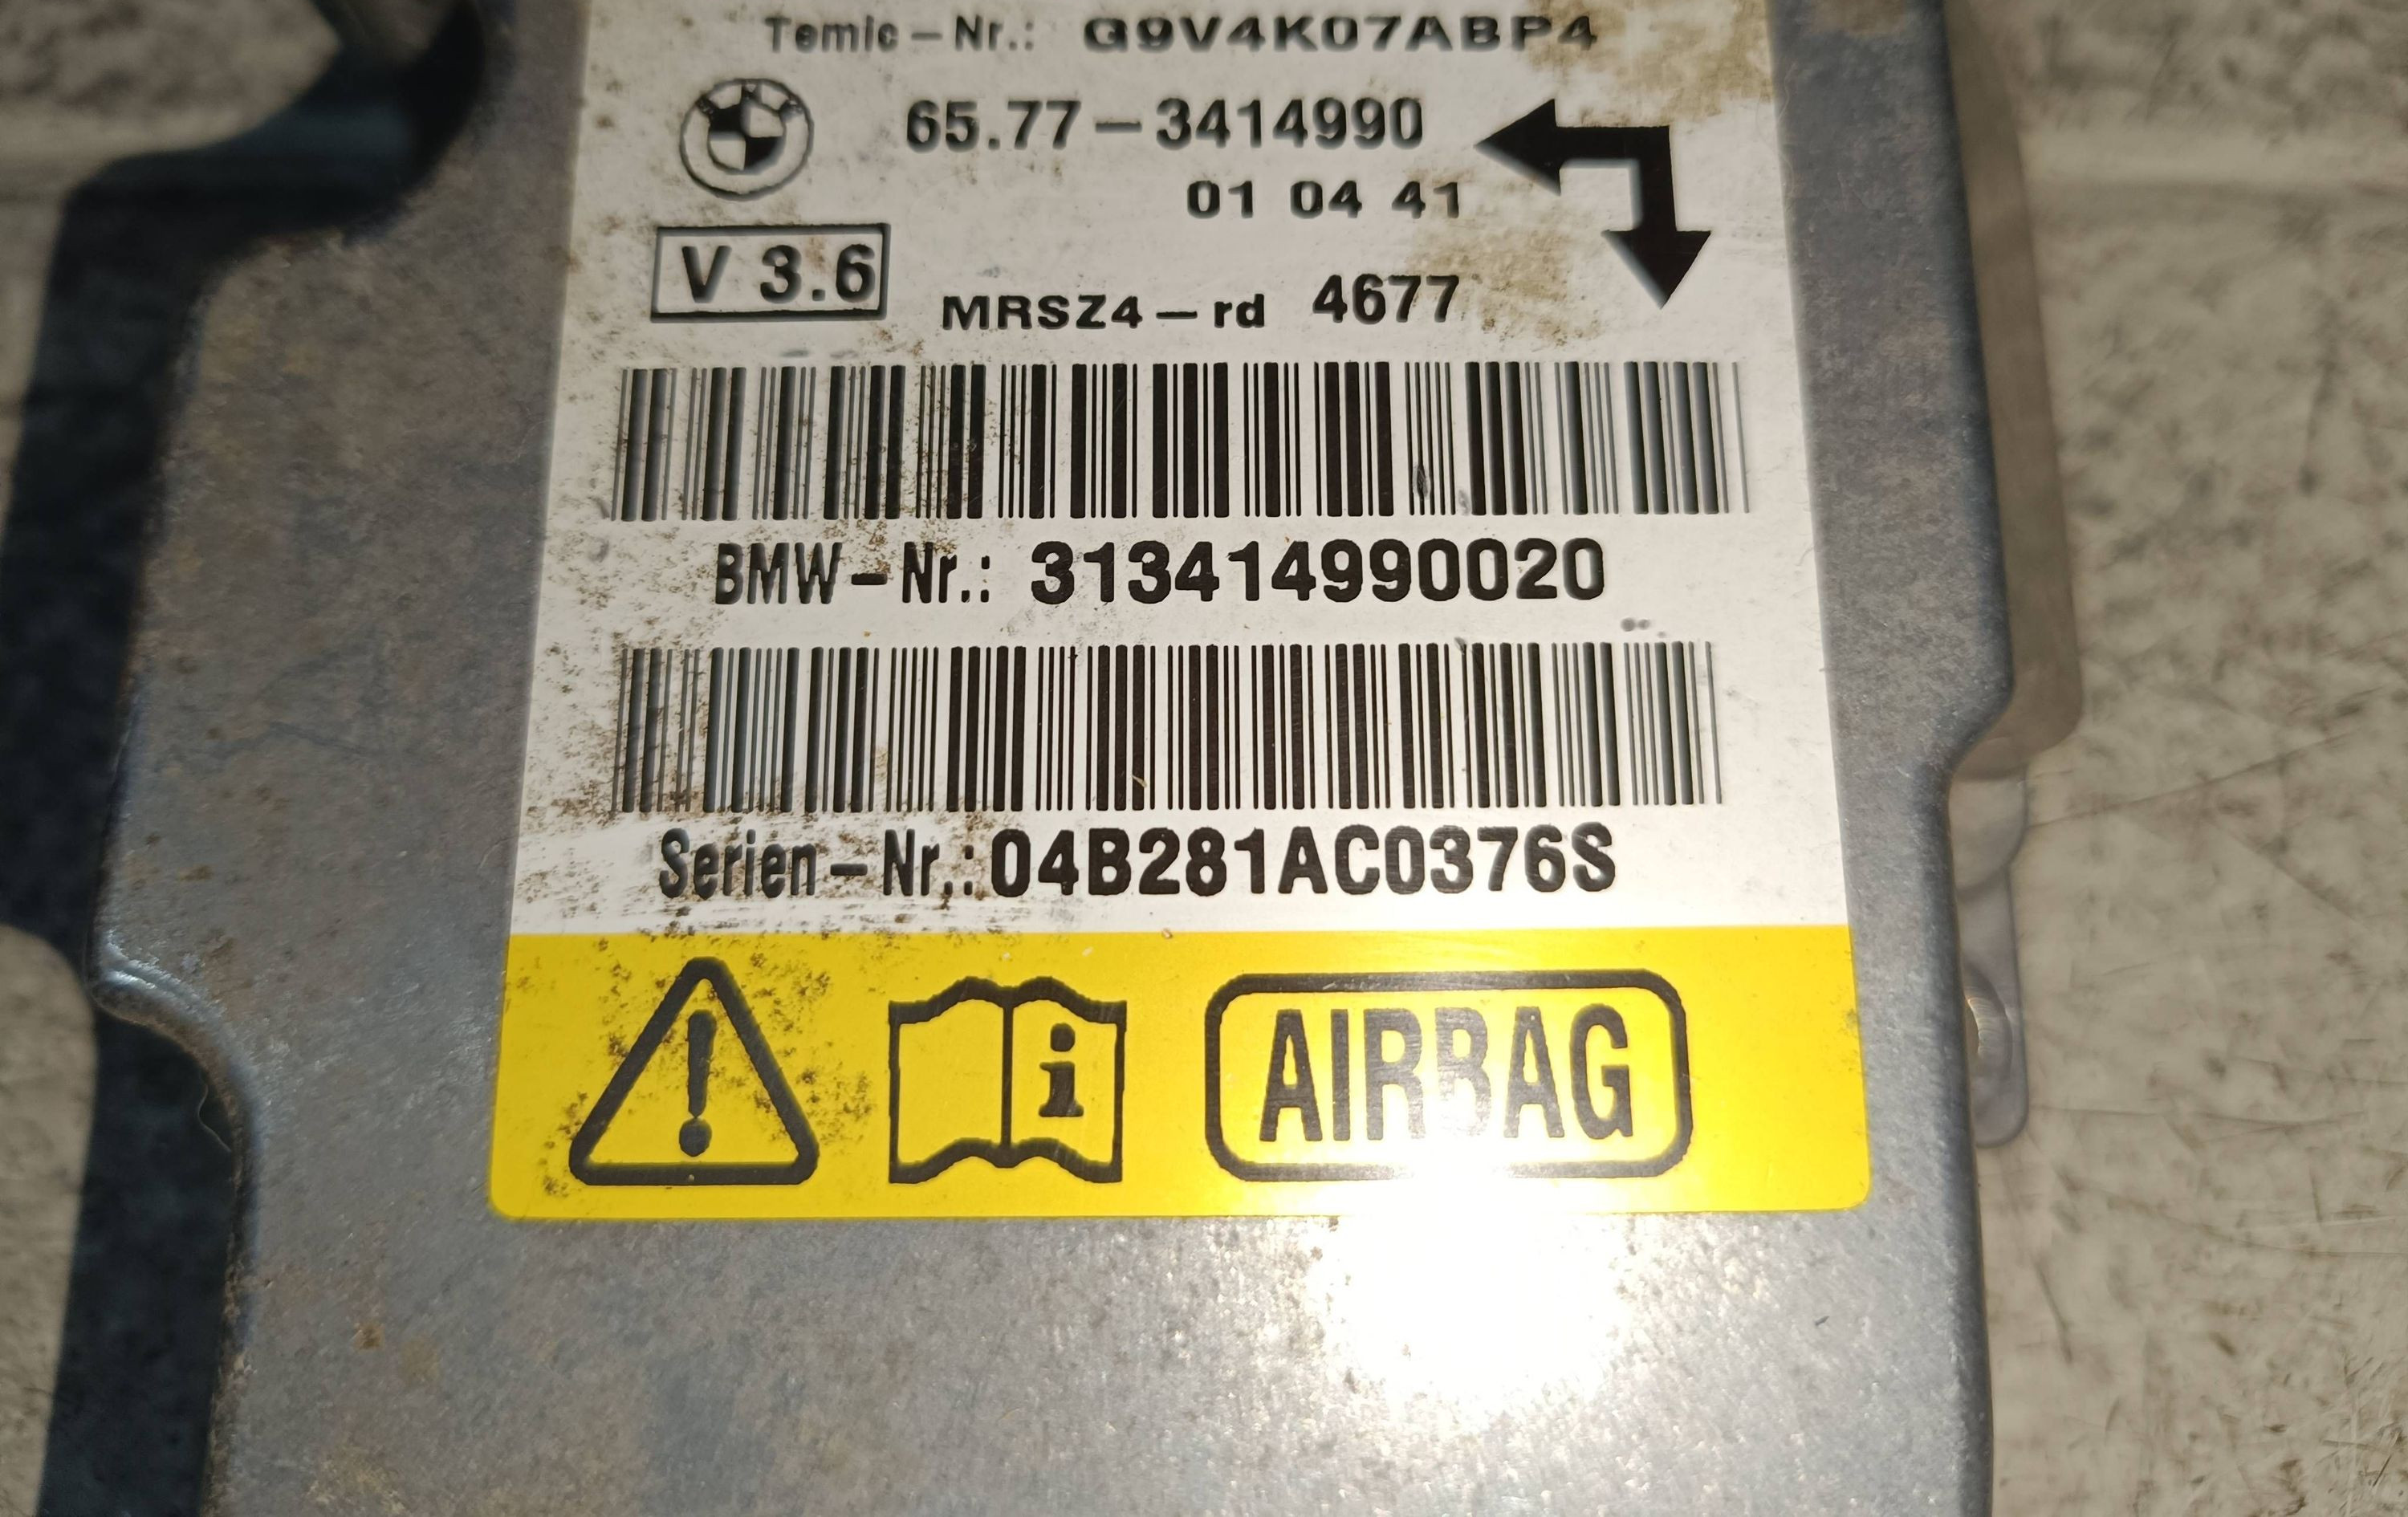 Temic-Nr.: G9V4K07ABP4
65.77-3414990
01 04 41
V 3.6
MRSZ4-rd 4677
BMW-Nr.: 313414990020
Serien-Nr.: 04B281AC0376S
! i AIRBAG